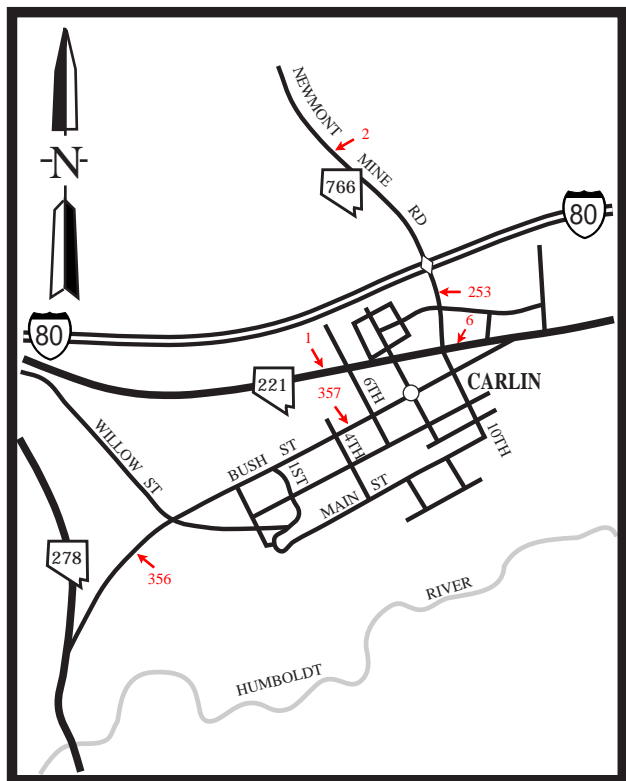 NEWMONT
2
N
MINE
766
RD
80
253
6
80
1
221
357
6TH
CARLIN
WILLOW
ST
BUSH ST
4TH
10TH
1ST
MAIN ST
278
356
RIVER
HUMBOLDT